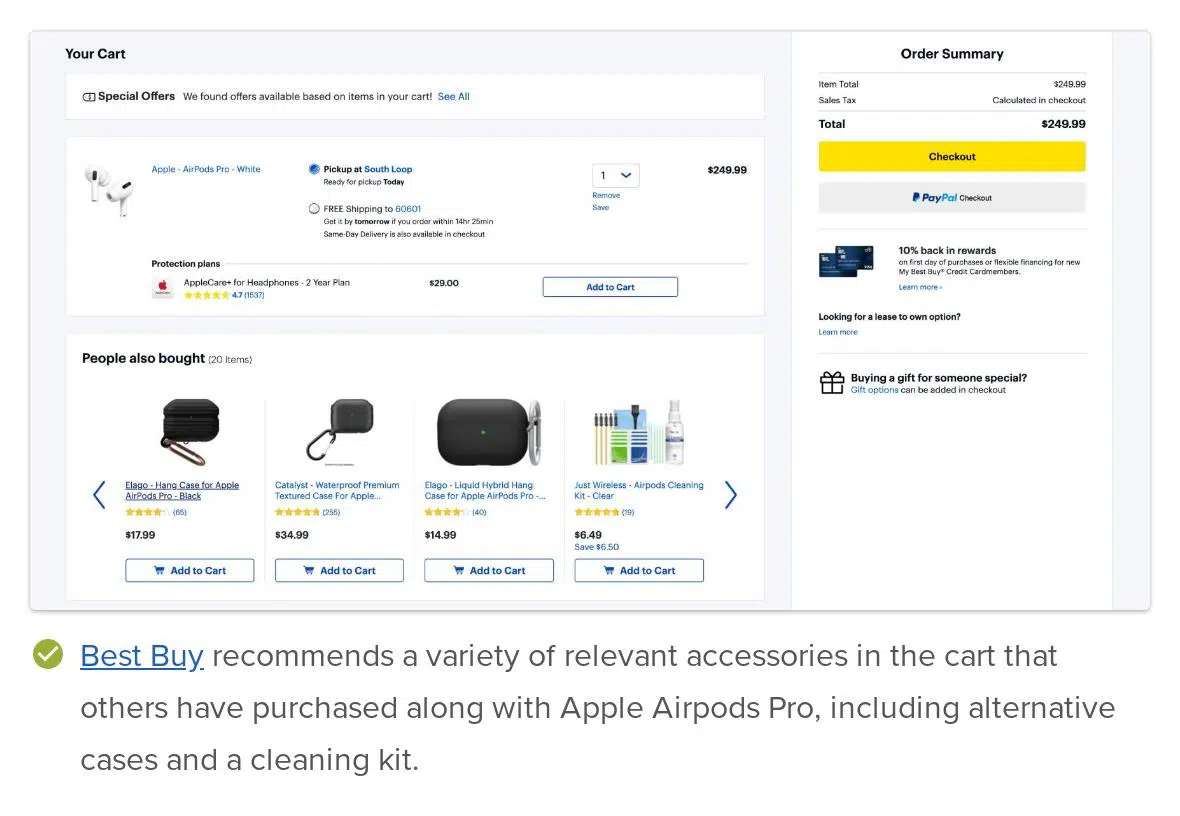 Your Cart
Special Offers We found offers available based on items in your cart! See All
Apple - AirPods Pro - White
Pickup at South Loop
Ready for pickup Today
FREE Shipping to 60601
Get it by tomorrow if you order within 14hr 25min
Same-Day Delivery is also available in checkout
1
Remove
Save
$249.99
Protection plans
AppleCare+ for Headphones - 2 Year Plan
4.7 (1537)
$29.00
Add to Cart
People also bought (20 Items)
Elago - Hang Case for Apple
AirPods Pro - Black
(65)
$17.99
Add to Cart
Catalyst - Waterproof Premium
Textured Case For Apple...
(256)
$34.99
Add to Cart
Elago - Liquid Hybrid Hang
Case for Apple AirPods Pro -...
(40)
$14.99
Add to Cart
Just Wireless - Airpods Cleaning
Kit - Clear
(19)
$6.49
Save $6.50
Add to Cart
Order Summary
Item Total $249.99
Sales Tax Calculated in checkout
Total $249.99
Checkout
PayPal Checkout
10% back in rewards
on first day of purchases or flexible financing for new
My Best Buy® Credit Cardmembers.
Learn more ›
Looking for a lease to own option?
Learn more
Buying a gift for someone special?
Gift options can be added in checkout
Best Buy recommends a variety of relevant accessories in the cart that
others have purchased along with Apple Airpods Pro, including alternative
cases and a cleaning kit.